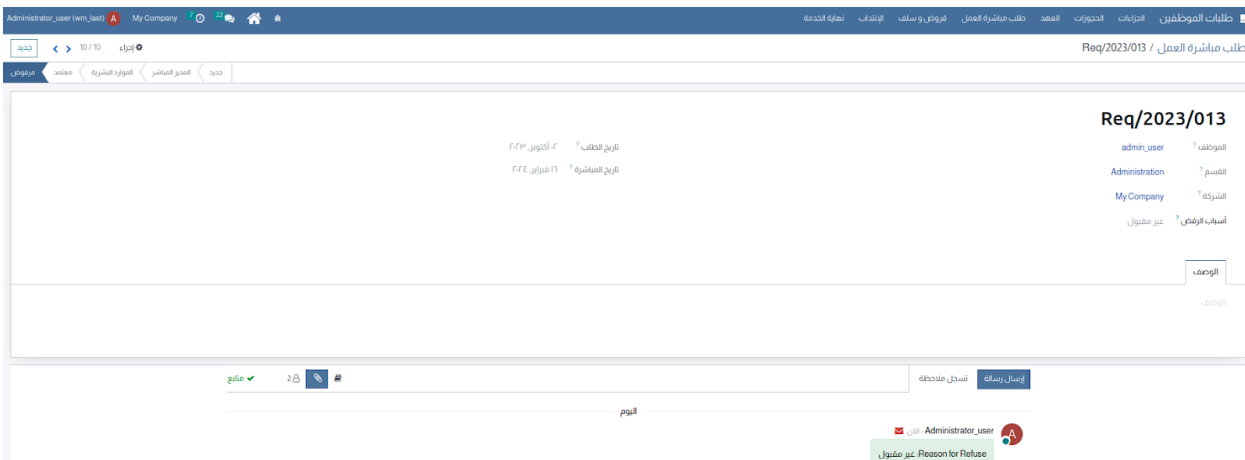 طلبات الموظفين الجزاءات الحجوزات العهد طلب مباشرة العمل قروض و سلف الإنتداب نهاية الخدمة 22 7 My Company A Administrator_user (wm_last)
طلب مباشرة العمل / Req/2023/013 إجراء 10 / 10 جديد
جديد المدير المباشر الموارد البشرية معتمد مرفوض
Req/2023/013
الموظف ? admin_user تاريخ الطلب ? ٠٢ أكتوبر, ٢٠٢٣
القسم ? Administration تاريخ المباشرة ? ١٦ فبراير, ٢٠٢٤
الشركة ? My Company
أسباب الرفض ? غير مقبول
الوصف
الوصف
إرسال رسالة تسجل ملاحظة 2 متابع
اليوم
A Administrator_user - الآن
Reason for Refuse: غير مقبول